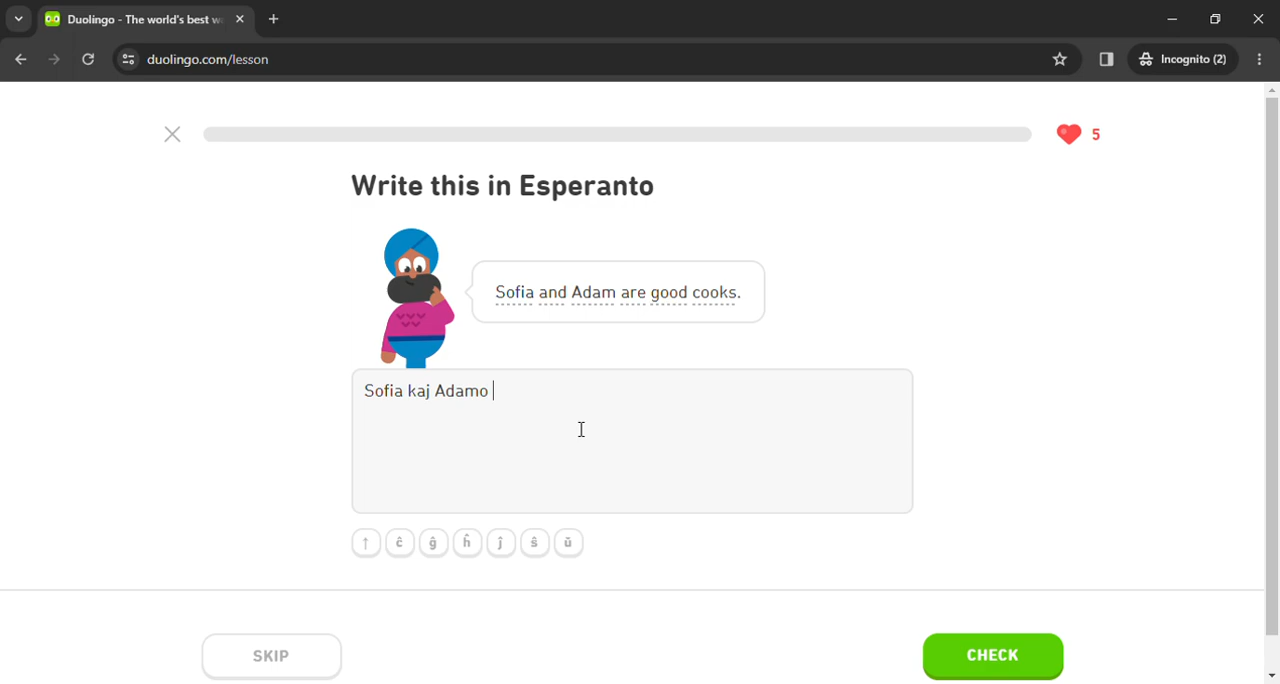 Duolingo - The world's best w
duolingo.com/lesson
Incognito (2)
5
Write this in Esperanto
Sofia and Adam are good cooks.
Sofia kaj Adamo
↑ ĉ ĝ ĥ ĵ ŝ ŭ
SKIP
CHECK